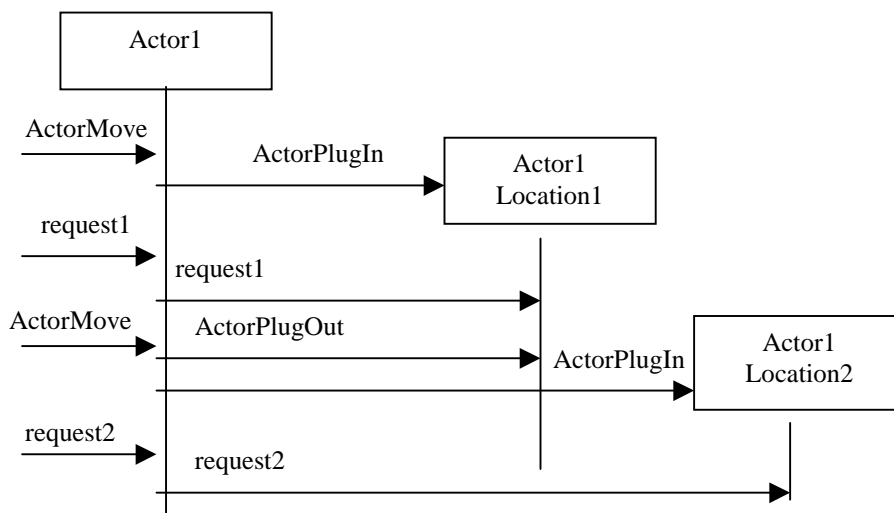 Actor1
ActorMove
ActorPlugIn
Actor1
Location1
request1
request1
ActorMove
ActorPlugOut
ActorPlugIn
Actor1
Location2
request2
request2